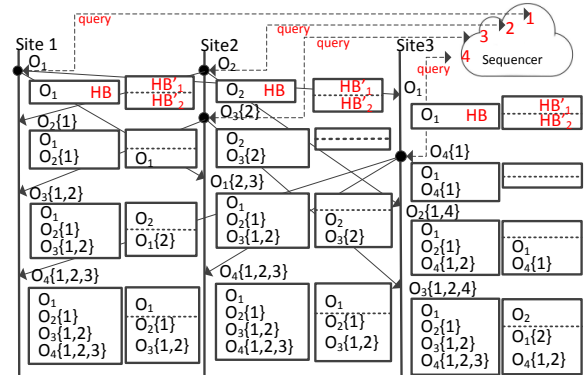 query
query
query
1
2
3
4
Sequencer
Site 1
Site2
Site3
O₁
O₂
O₁
O₁ HB
HB'₁
HB'₂
O₂ HB
HB'₁
HB'₂
O₁ HB
HB'₁
HB'₂
O₂{1}
O₃{2}
O₄{1}
O₁
O₂{1}
O₁
O₂
O₃{2}
O₁
O₄{1}
O₃{1,2}
O₁{2,3}
O₂{1,4}
O₁
O₂{1}
O₃{1,2}
O₂
O₁{2}
O₁
O₂{1}
O₃{1,2}
O₂
O₃{2}
O₁
O₂{1}
O₄{1,2}
O₁
O₄{1}
O₄{1,2,3}
O₄{1,2,3}
O₃{1,2,4}
O₁
O₂{1}
O₃{1,2}
O₄{1,2,3}
O₁
O₂{1}
O₃{1,2}
O₁
O₂{1}
O₃{1,2}
O₄{1,2,3}
O₁
O₂{1}
O₃{1,2}
O₁
O₂{1}
O₃{1,2}
O₄{1,2,3}
O₂
O₁{2}
O₃{1,2}
query